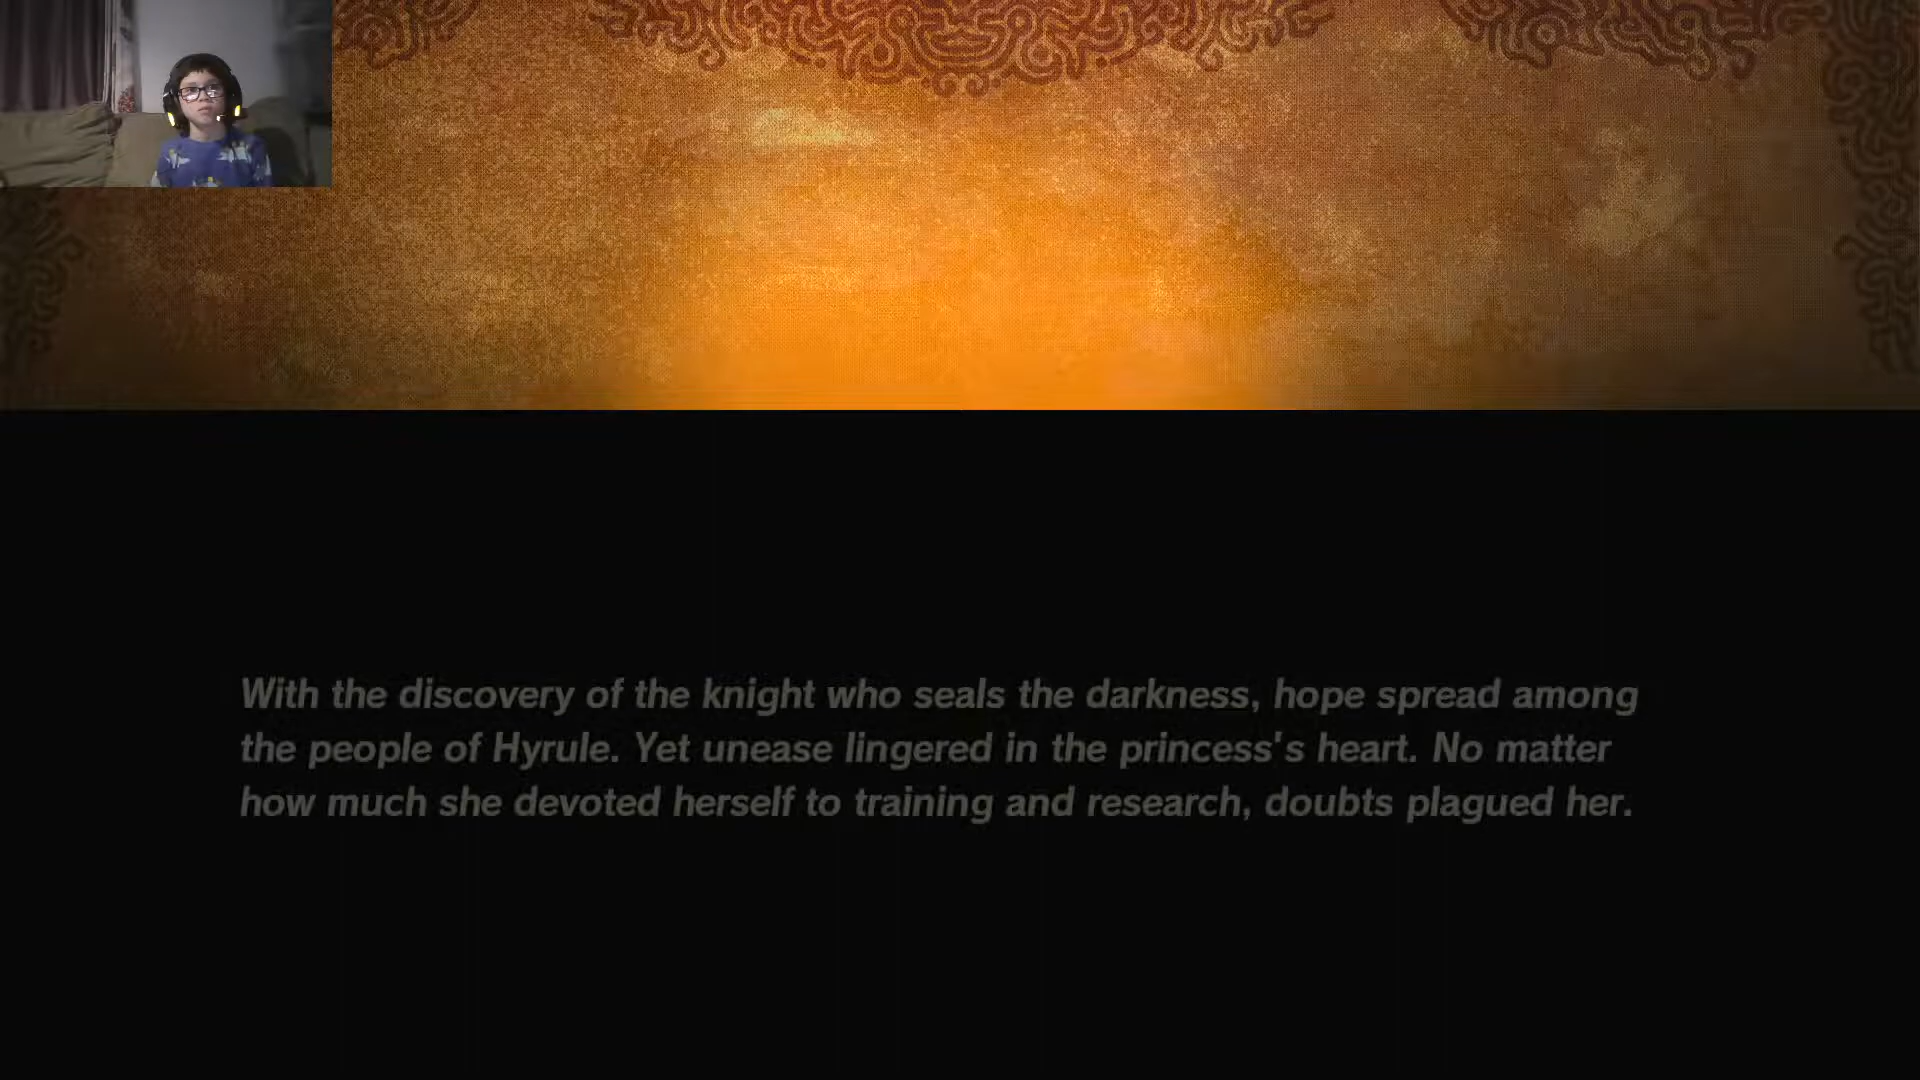 With the discovery of the knight who seals the darkness, hope spread among
the people of Hyrule. Yet unease lingered in the princess's heart. No matter
how much she devoted herself to training and research, doubts plagued her.